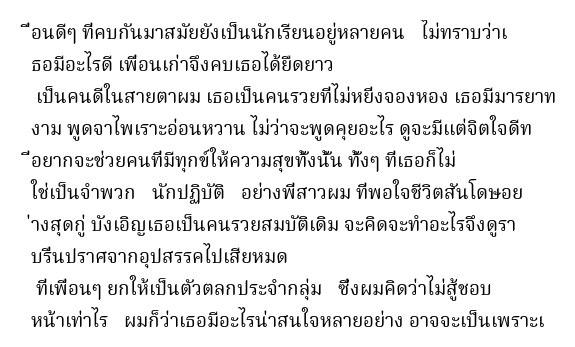 ื่อนดีๆ ที่คบกันมาสมัยยังเป็นนักเรียนอยู่หลายคน ไม่ทราบว่าเ
ธอมีอะไรดี เพื่อนเก่าจึงคบเธอได้ยืดยาว
เป็นคนดีในสายตาผม เธอเป็นคนรวยที่ไม่หยิ่งจองหอง เธอมีมารยาท
งาม พูดจาไพเราะอ่อนหวาน ไม่ว่าจะพูดคุยอะไร ดูจะมีแต่จิตใจดีท
ี่อยากจะช่วยคนที่มีทุกข์ให้ความสุขทั้งนั้น ทั้งๆ ที่เธอก็ไม่
ใช่เป็นจำพวก นักปฏิบัติ อย่างพี่สาวผม ที่พอใจชีวิตสันโดษอย
่างสุดกู่ บังเอิญเธอเป็นคนรวยสมบัติเดิม จะคิดจะทำอะไรจึงดูรา
บรื่นปราศจากอุปสรรคไปเสียหมด
ที่เพื่อนๆ ยกให้เป็นตัวตลกประจำกลุ่ม ซึ่งผมคิดว่าไม่สู้ชอบ
หน้าเท่าไร ผมก็ว่าเธอมีอะไรน่าสนใจหลายอย่าง อาจจะเป็นเพราะเ